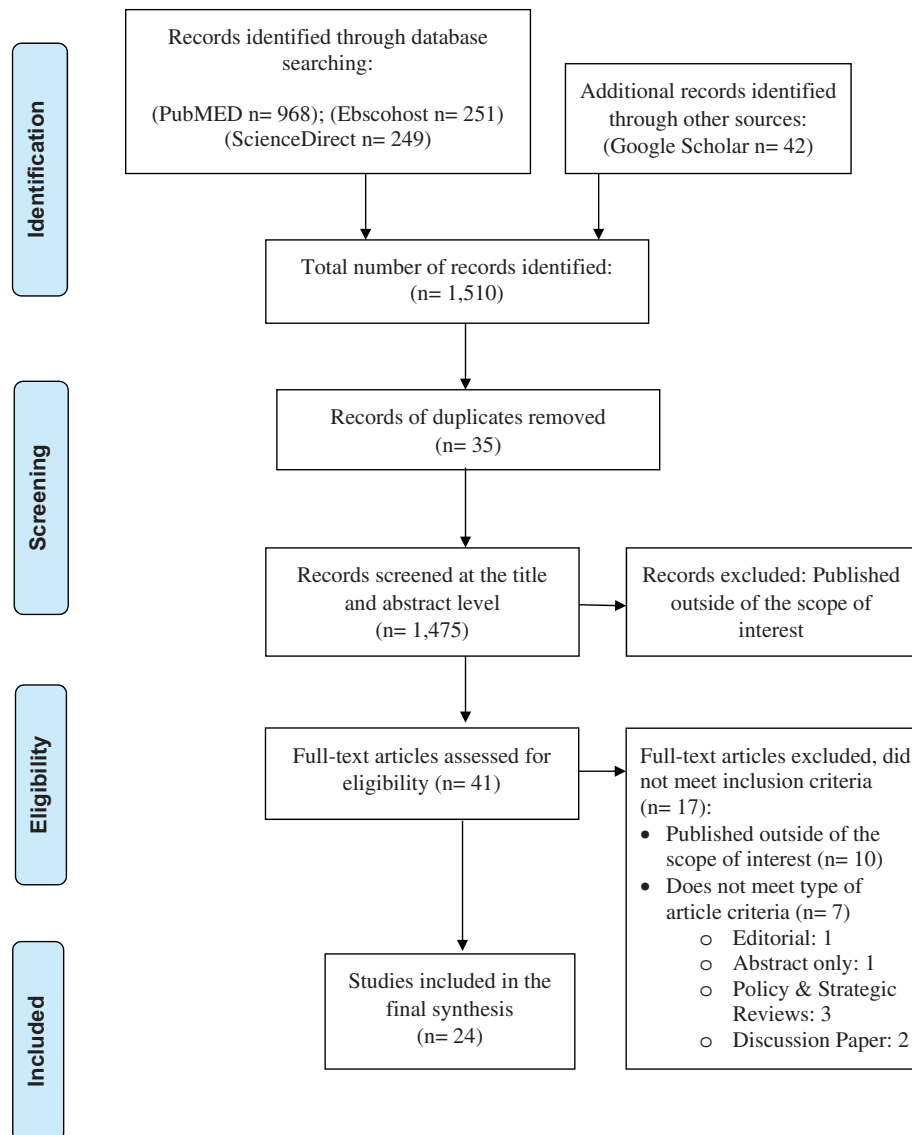 Identification
Records identified through database
searching:
(PubMED n= 968); (Ebscohost n= 251)
(ScienceDirect n= 249)
Additional records identified
through other sources:
(Google Scholar n= 42)
Total number of records identified:
(n= 1,510)
Screening
Records of duplicates removed
(n= 35)
Records screened at the title
and abstract level
(n= 1,475)
Records excluded: Published
outside of the scope of
interest
Eligibility
Full-text articles assessed for
eligibility (n= 41)
Full-text articles excluded, did
not meet inclusion criteria
(n= 17):
• Published outside of the
scope of interest (n= 10)
• Does not meet type of
article criteria (n= 7)
o Editorial: 1
o Abstract only: 1
o Policy & Strategic
Reviews: 3
o Discussion Paper: 2
Included
Studies included in the
final synthesis
(n= 24)